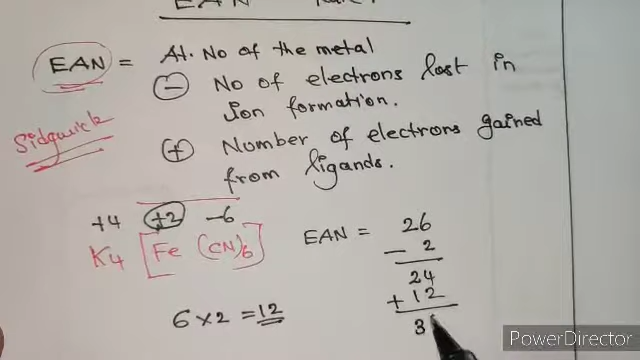 EAN
EAN = At. No of the metal
(−) No of electrons lost in
ion formation.
Sidgwick
(+) Number of electrons gained
from ligands.
+4 +2 −6
K4 [Fe (CN)6]
EAN = 26
− 2
24
+ 12
3
6 × 2 = 12
PowerDirector